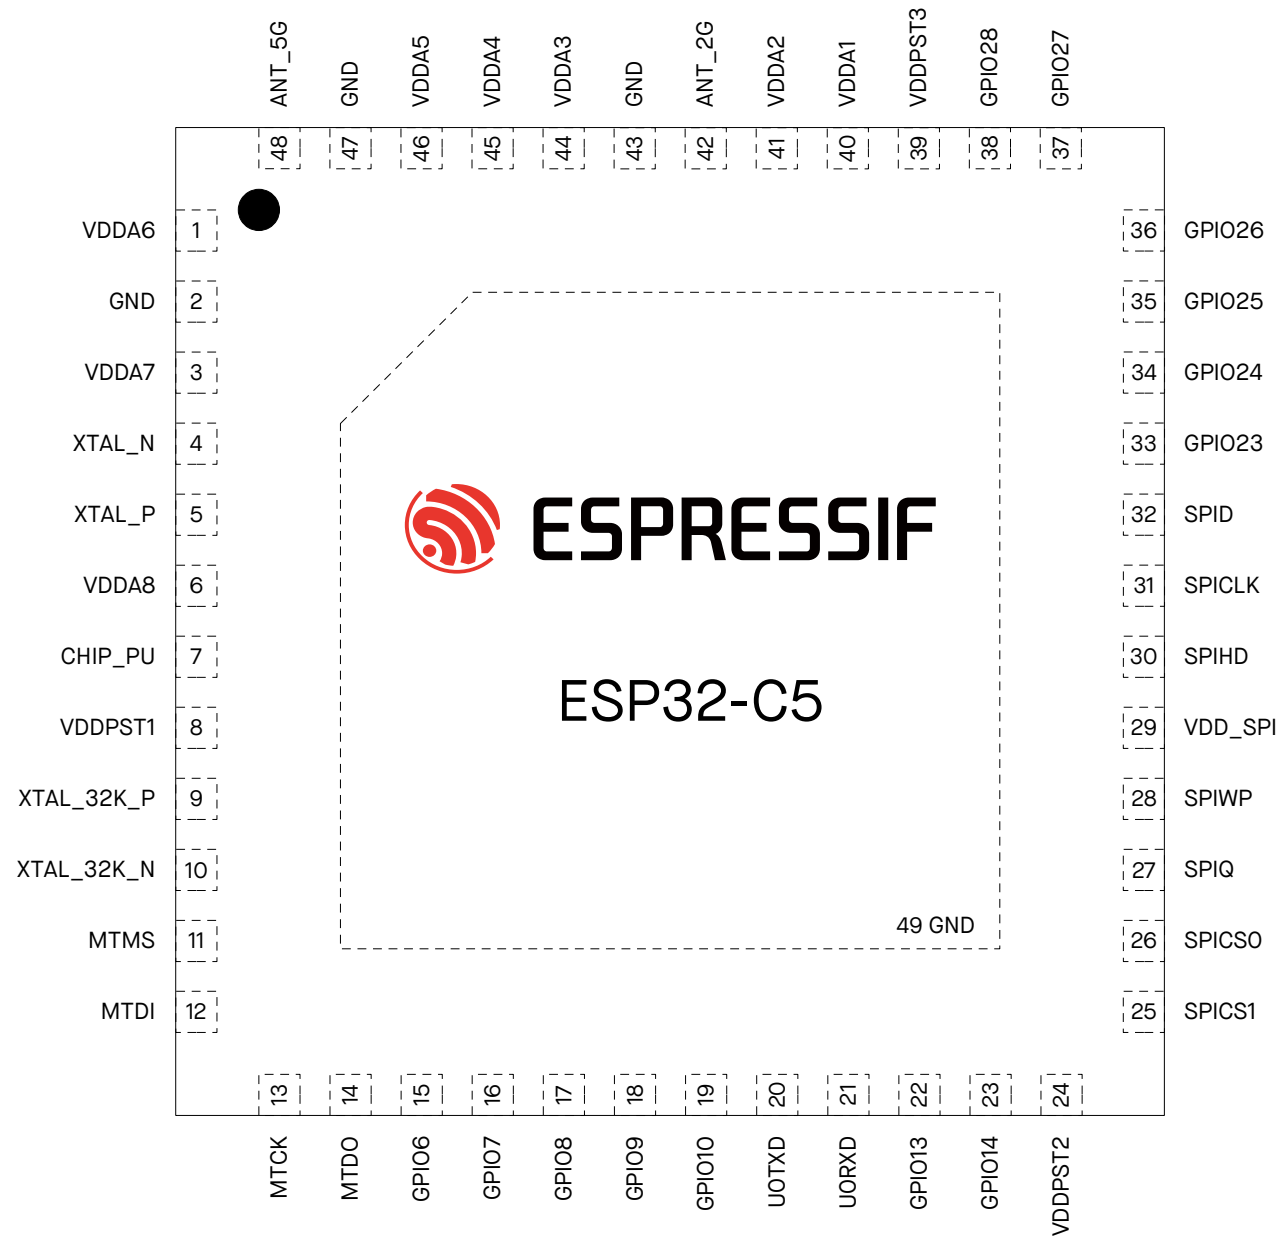 ANT_5G
GND
VDDA5
VDDA4
VDDA3
GND
ANT_2G
VDDA2
VDDA1
VDDPST3
GPIO28
GPIO27
48
47
46
45
44
43
42
41
40
39
38
37
VDDA6 1
36 GPIO26
GND 2
35 GPIO25
VDDA7 3
34 GPIO24
XTAL_N 4
33 GPIO23
XTAL_P 5
32 SPID
ESPRESSIF
VDDA8 6
31 SPICLK
CHIP_PU 7
30 SPIHD
ESP32-C5
VDDPST1 8
29 VDD_SPI
XTAL_32K_P 9
28 SPIWP
XTAL_32K_N 10
27 SPIQ
49 GND
MTMS 11
26 SPICS0
MTDI 12
25 SPICS1
13
14
15
16
17
18
19
20
21
22
23
24
MTCK
MTDO
GPIO6
GPIO7
GPIO8
GPIO9
GPIO10
U0TXD
U0RXD
GPIO13
GPIO14
VDDPST2